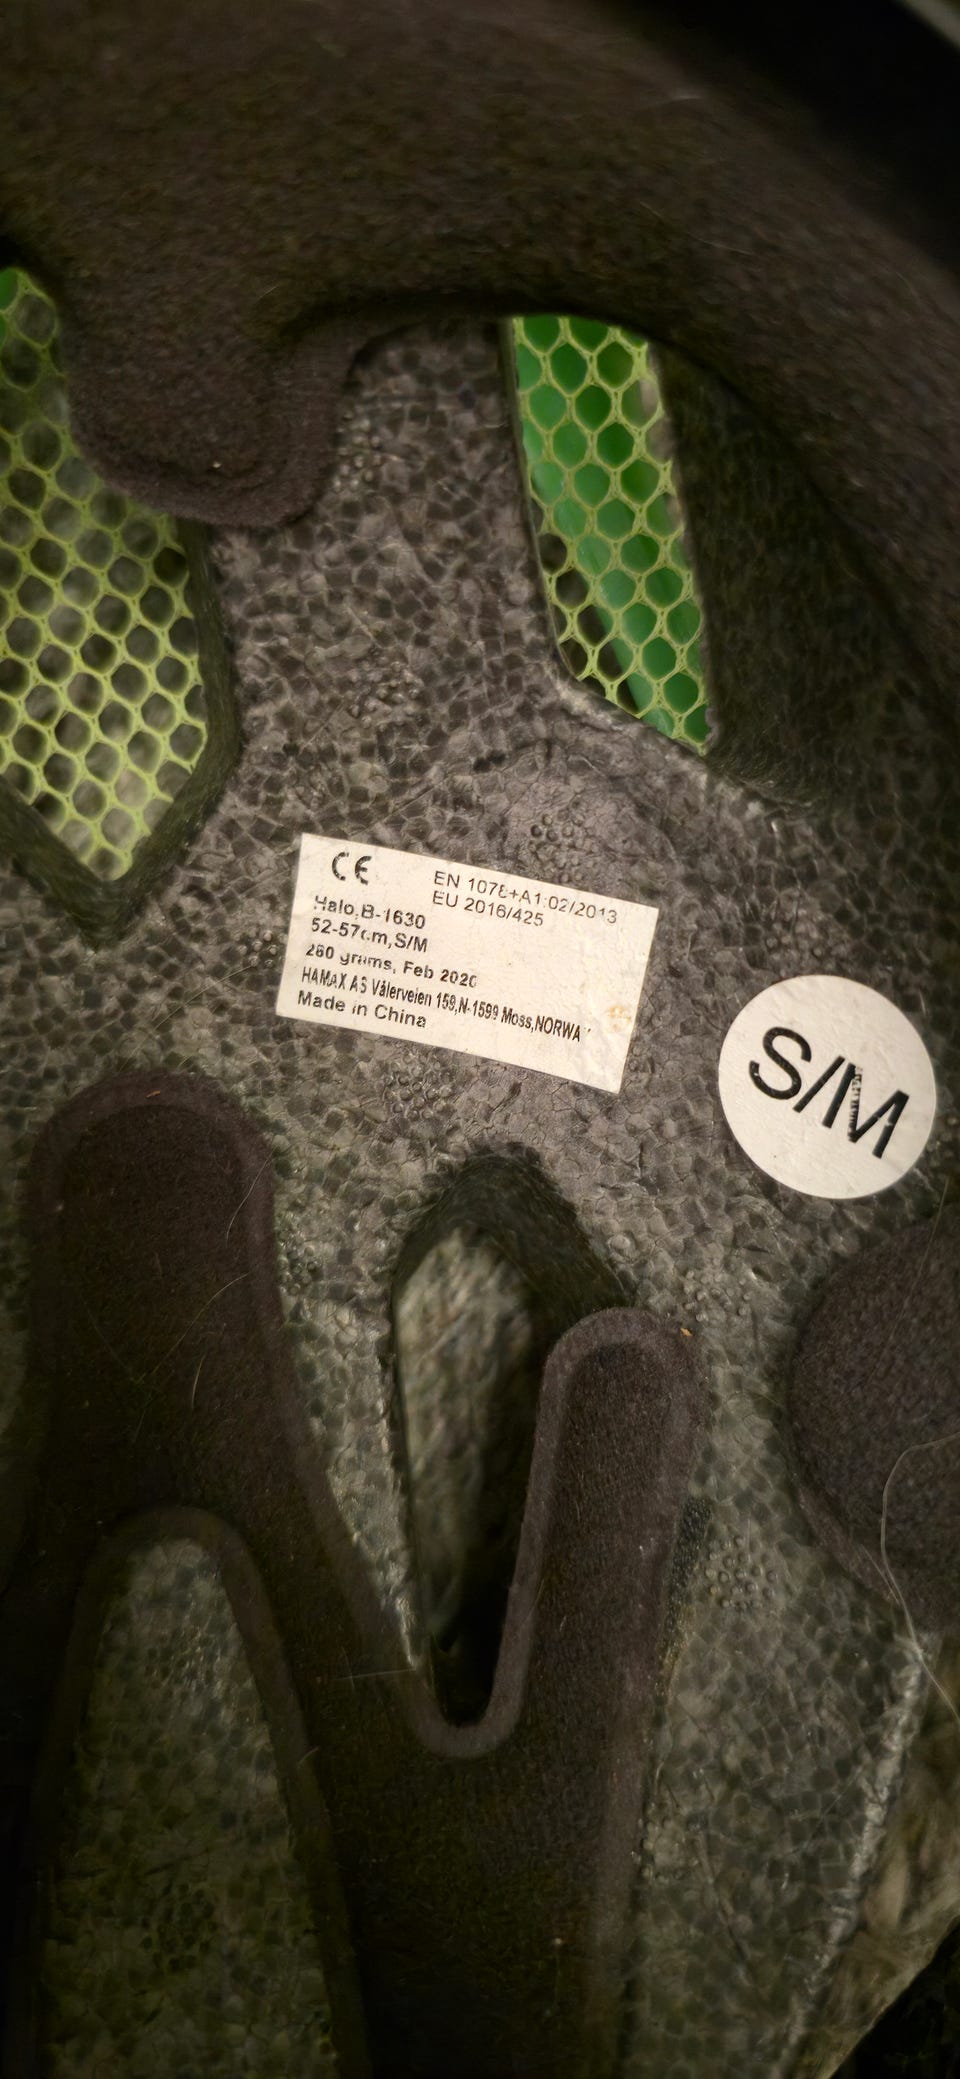 CE
EN 1078+A1:02/2013
EU 2016/425
Halo,B-1630
52-57cm,S/M
280 grams, Feb 2020
HAMAX AS Vålerveien 159,N-1599 Moss,NORWAY
Made in China
S/M